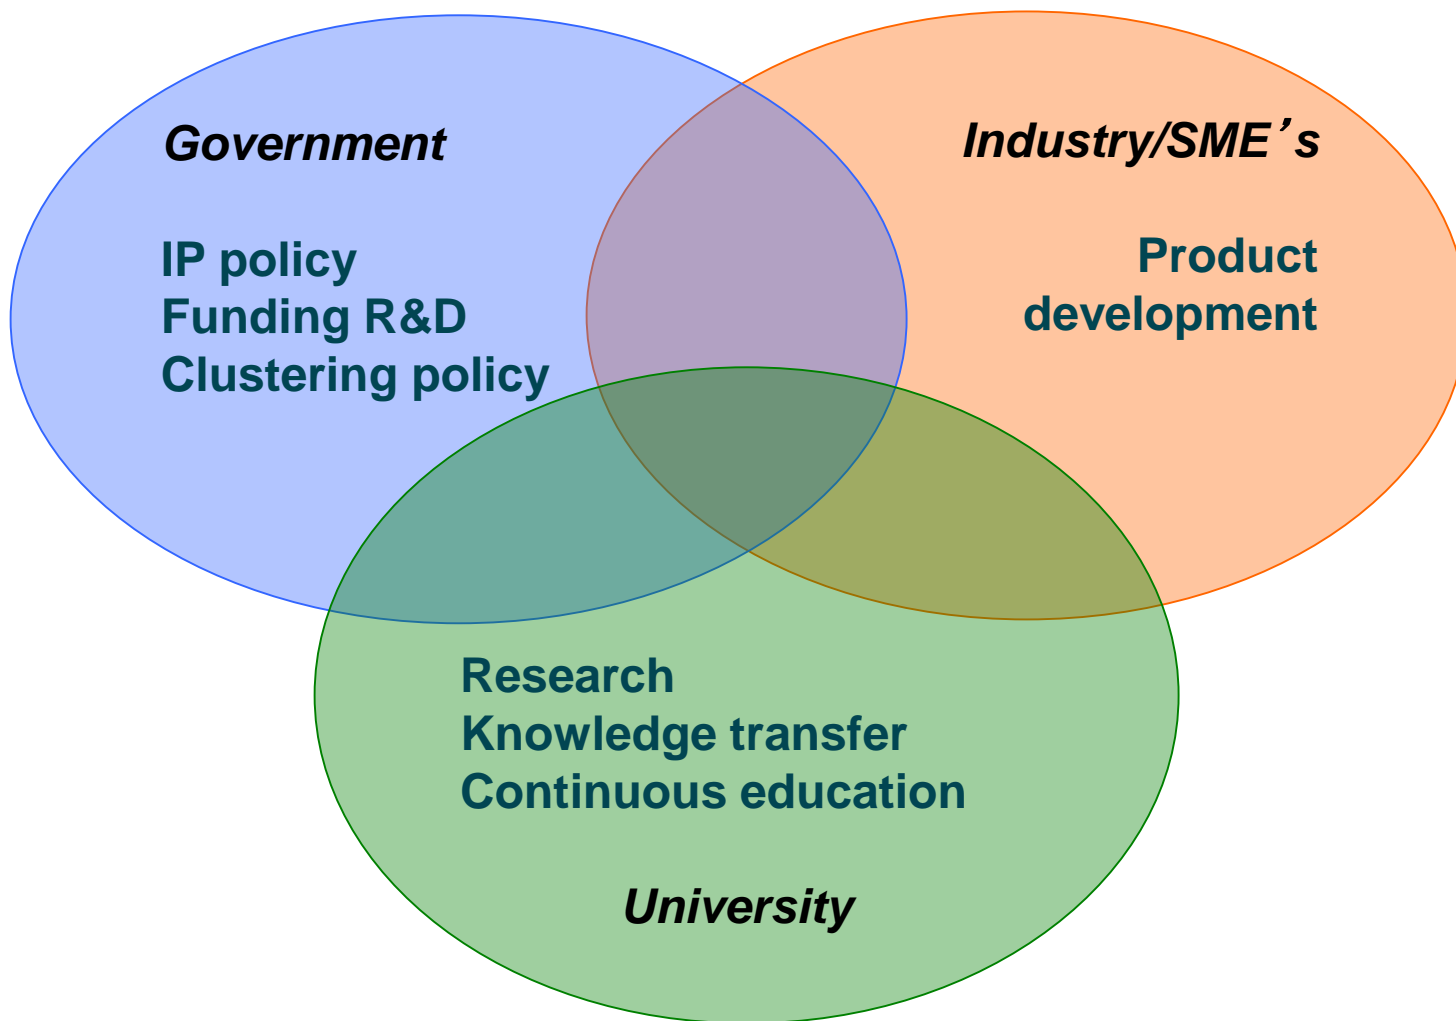 Government
IP policy
Funding R&D
Clustering policy
Industry/SME’s
Product
development
Research
Knowledge transfer
Continuous education
University